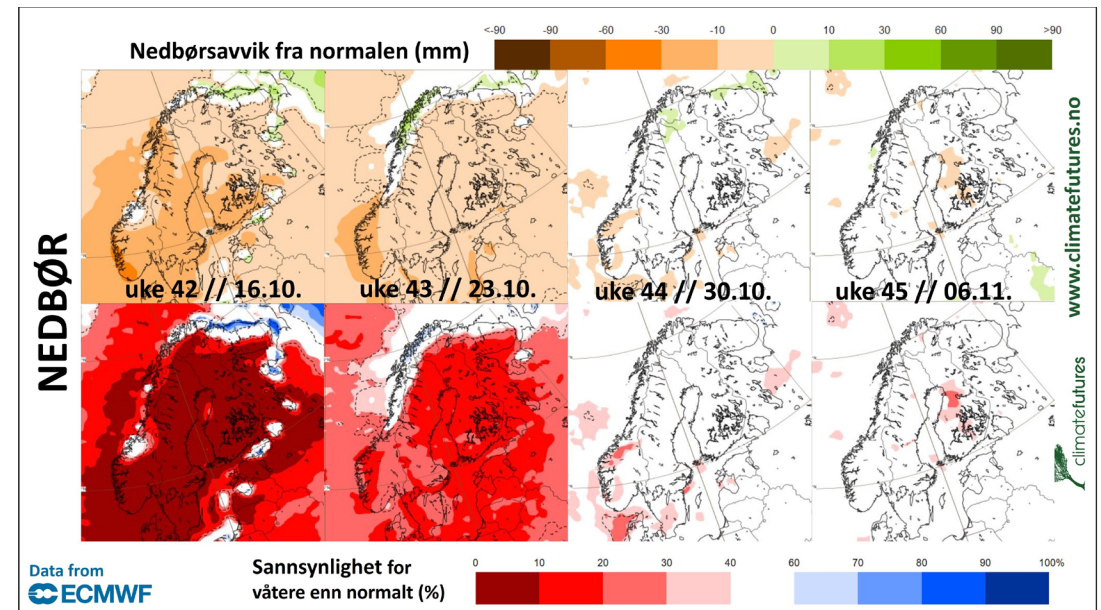 Nedbørsavvik fra normalen (mm)
<-90 -90 -60 -30 -10 0 10 30 60 90 >90
NEDBØR
uke 42 // 16.10.
uke 43 // 23.10.
uke 44 // 30.10.
uke 45 // 06.11.
www.climatefutures.no
climatefutures
Data from
ECMWF
Sannsynlighet for
våtere enn normalt (%)
0 10 20 30 40 60 70 80 90 100%